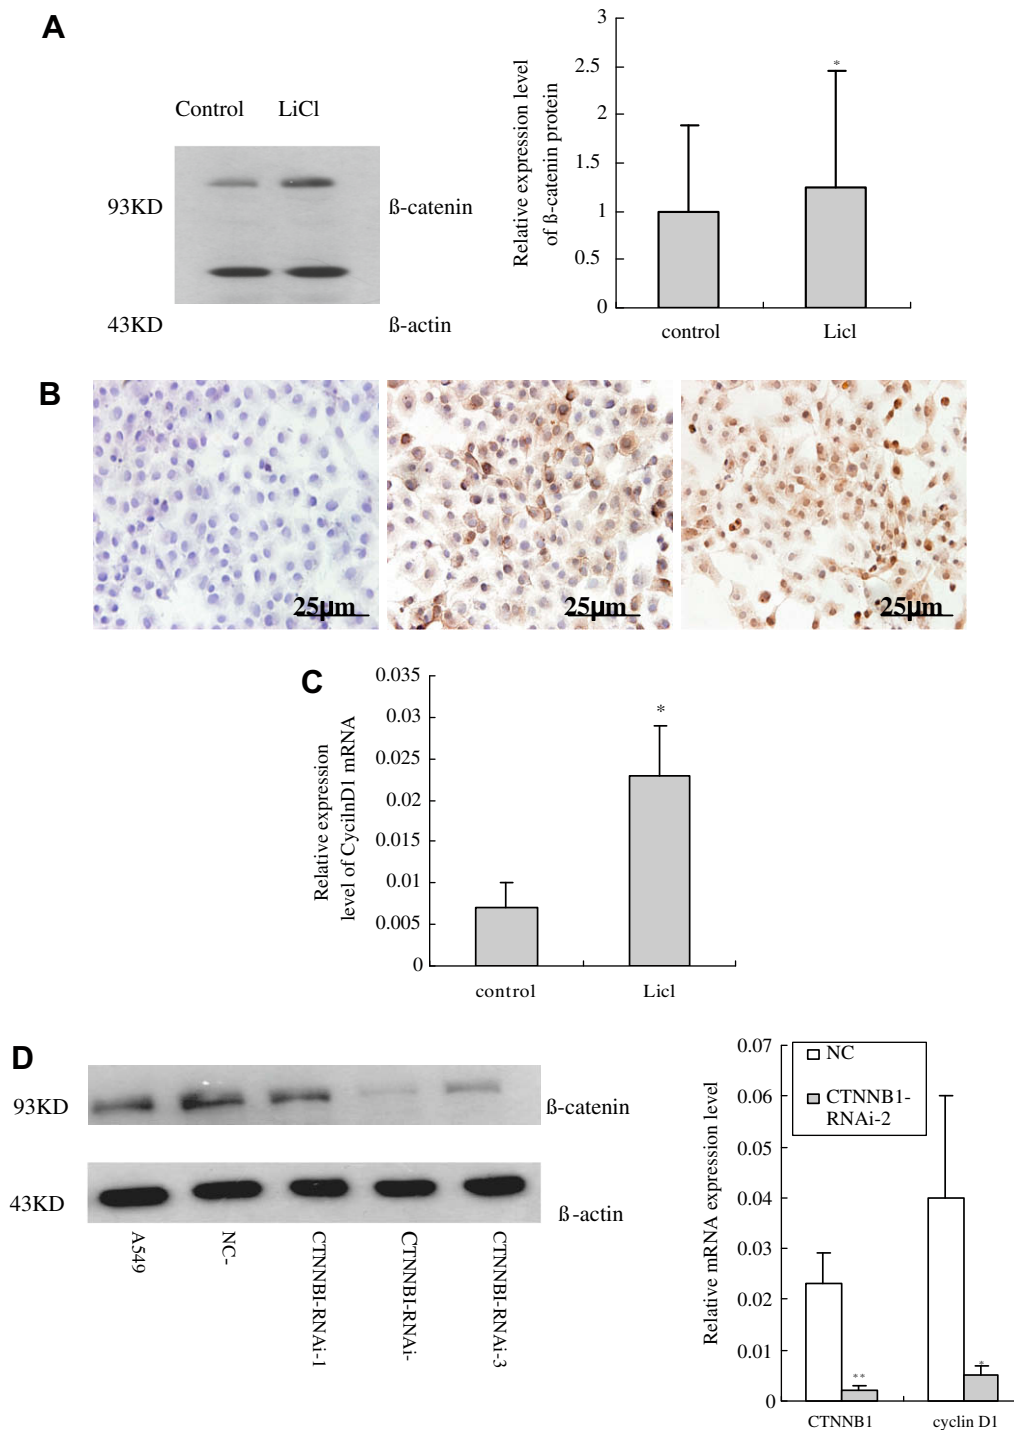 A
Control LiCl
93KD
ß-catenin
43KD
ß-actin
Relative expression level
of ß-catenin protein
3
2.5
2
1.5
1
0.5
0
*
control
Licl
B
25µm
25µm
25µm
C
Relative expression
level of CycilnD1 mRNA
0.035
0.03
0.025
0.02
0.015
0.01
0.005
0
*
control
Licl
D
93KD
ß-catenin
43KD
ß-actin
A549
NC-
CTNNBI-RNAi-1
CTNNBI-RNAi-
CTNNBI-RNAi-3
Relative mRNA expression level
0.07
0.06
0.05
0.04
0.03
0.02
0.01
0
NC
CTNNB1-
RNAi-2
**
*
CTNNB1
cyclin D1